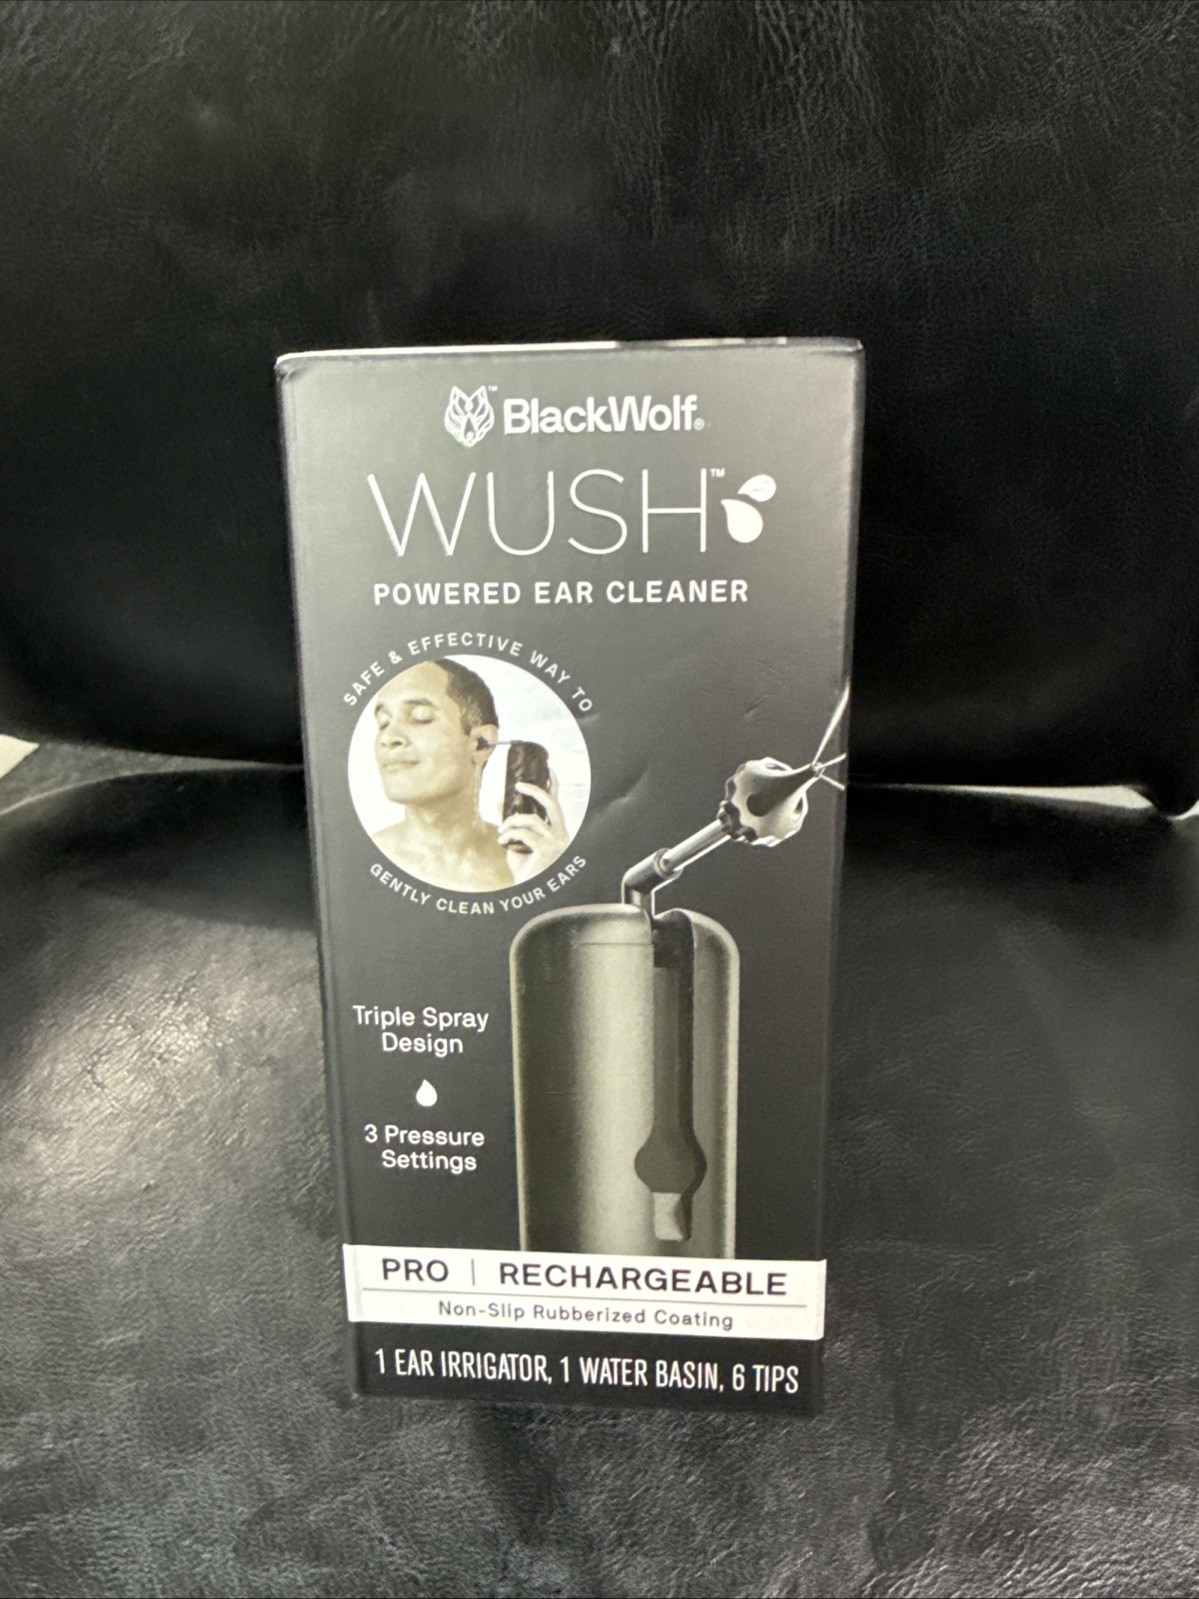 BlackWolf®
WUSH™
POWERED EAR CLEANER
SAFE & EFFECTIVE WAY TO
GENTLY CLEAN YOUR EARS
Triple Spray
Design
3 Pressure
Settings
PRO | RECHARGEABLE
Non-Slip Rubberized Coating
1 EAR IRRIGATOR, 1 WATER BASIN, 6 TIPS